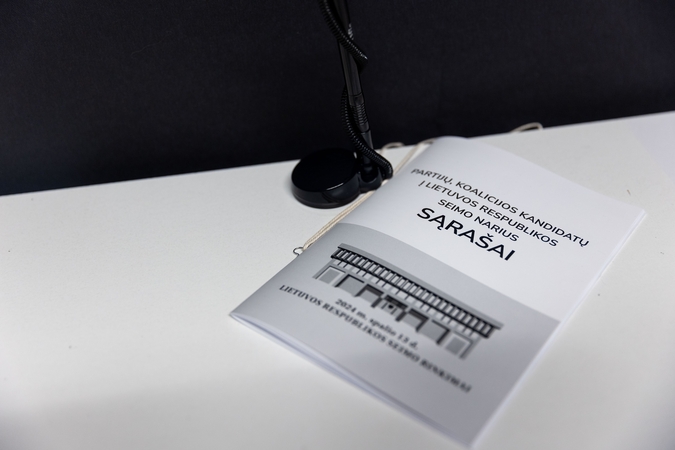 PARTIJŲ, KOALICIJOS KANDIDATŲ
Į LIETUVOS RESPUBLIKOS
SEIMO NARIUS
SĄRAŠAI
2024 m. spalio 13 d.
LIETUVOS RESPUBLIKOS SEIMO RINKIMAI